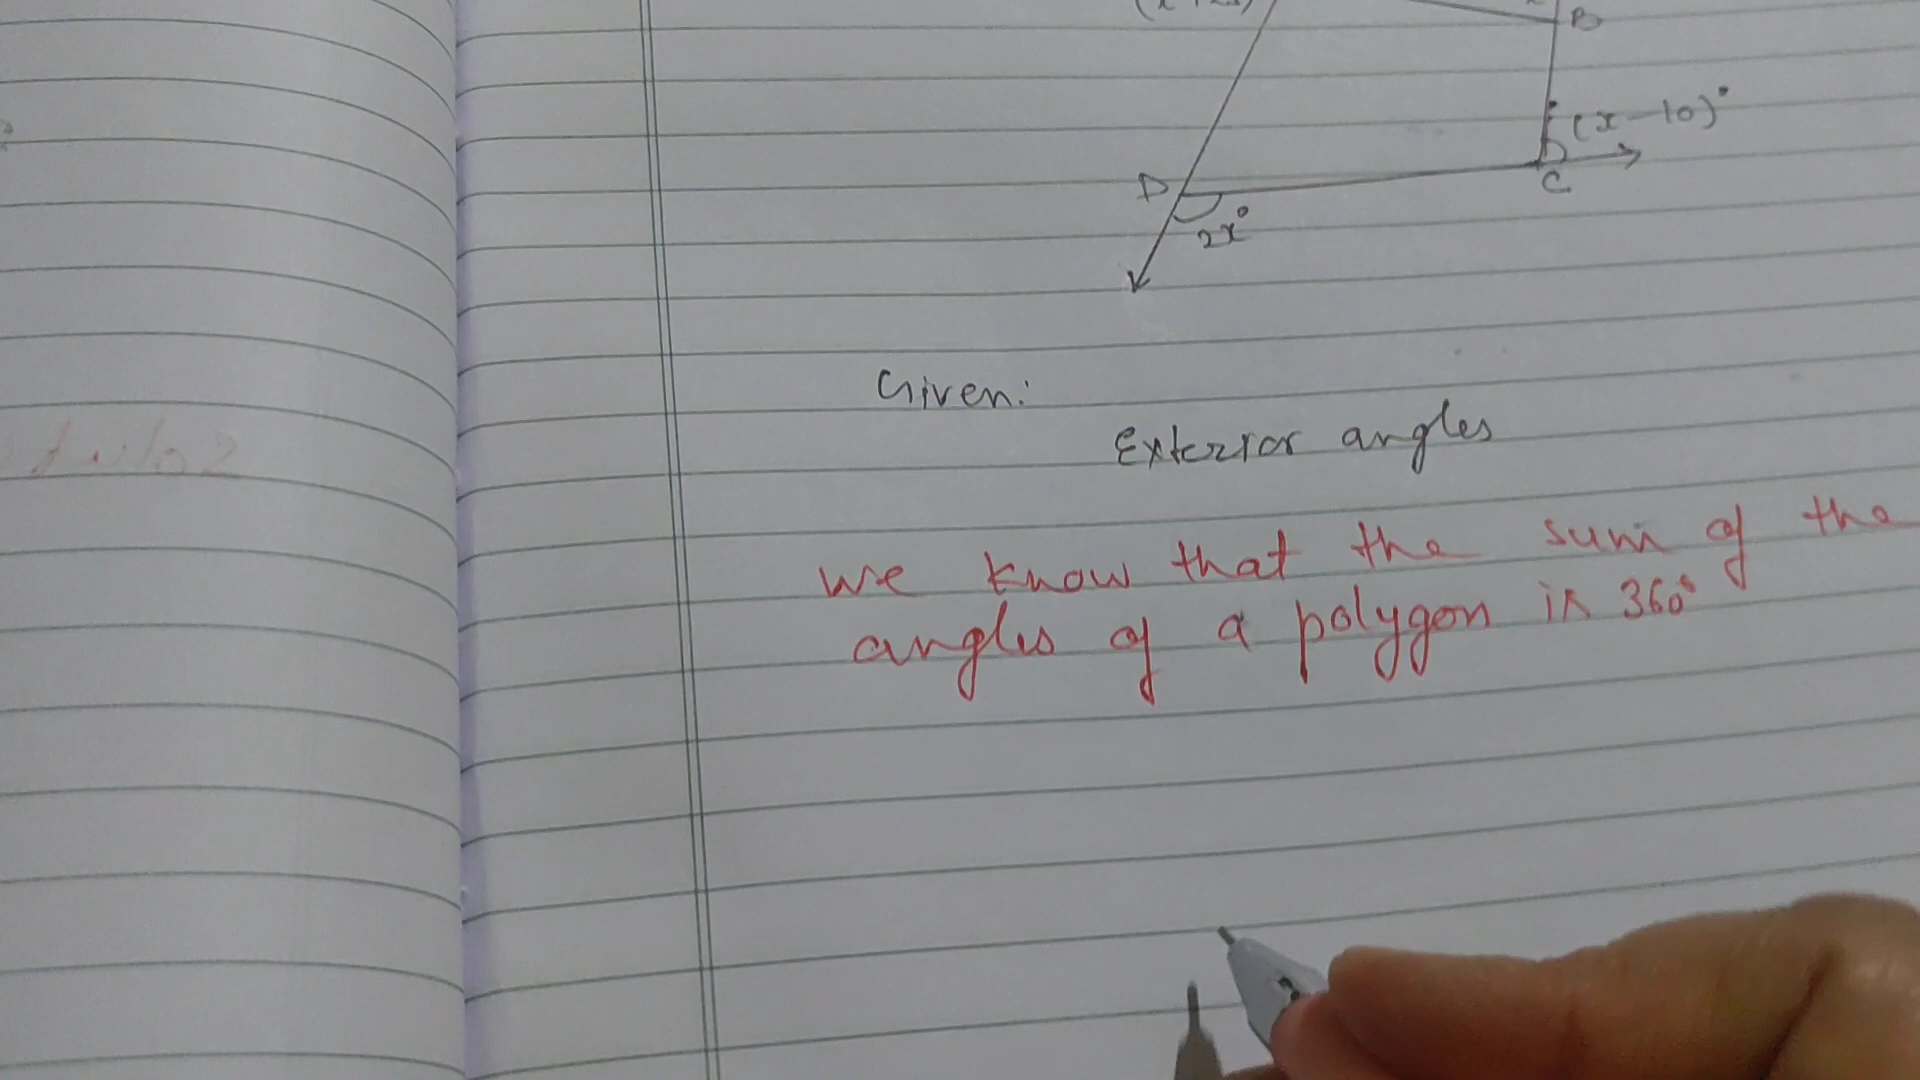 B
(x-10)°
D
C
2x°
Given:
Exterior angles
we know that the sum of the
angles of a polygon is 360°